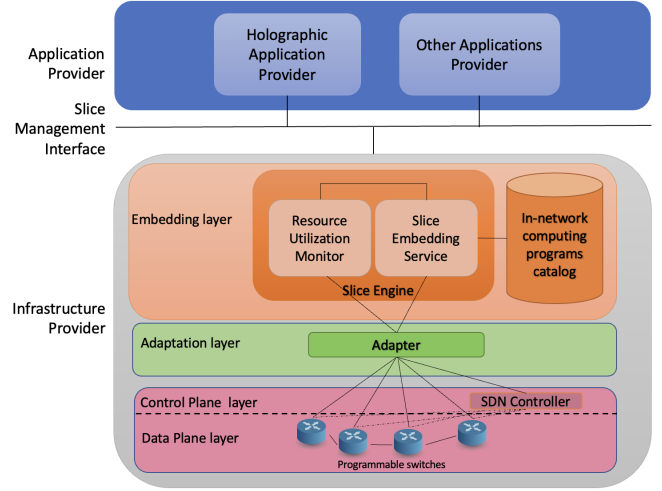 Application
Provider
Holographic
Application
Provider
Other Applications
Provider
Slice
Management
Interface
Infrastructure
Provider
Embedding layer
Resource
Utilization
Monitor
Slice
Embedding
Service
Slice Engine
In-network
computing
programs
catalog
Adaptation layer
Adapter
Control Plane layer
SDN Controller
Data Plane layer
Programmable switches